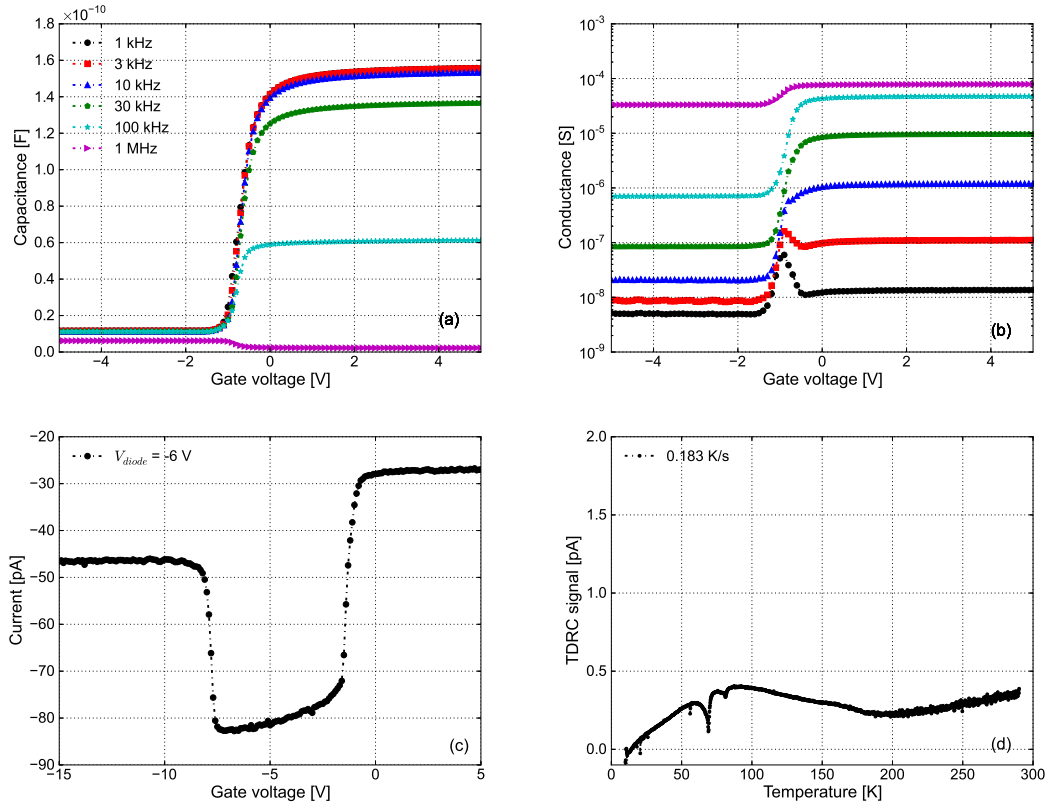 ×10⁻¹⁰
1.8
1.6
1.4
1.2
1.0
0.8
0.6
0.4
0.2
0.0
Capacitance [F]
1 kHz
3 kHz
10 kHz
30 kHz
100 kHz
1 MHz
(a)
−4 −2 0 2 4
Gate voltage [V]
10⁻³
10⁻⁴
10⁻⁵
10⁻⁶
10⁻⁷
10⁻⁸
10⁻⁹
Conductance [S]
(b)
−4 −2 0 2 4
Gate voltage [V]
−20
−30
−40
−50
−60
−70
−80
−90
Current [pA]
V_diode = -6 V
(c)
−15 −10 −5 0 5
Gate voltage [V]
2.0
1.5
1.0
0.5
0.0
TDRC signal [pA]
0.183 K/s
(d)
0 50 100 150 200 250 300
Temperature [K]